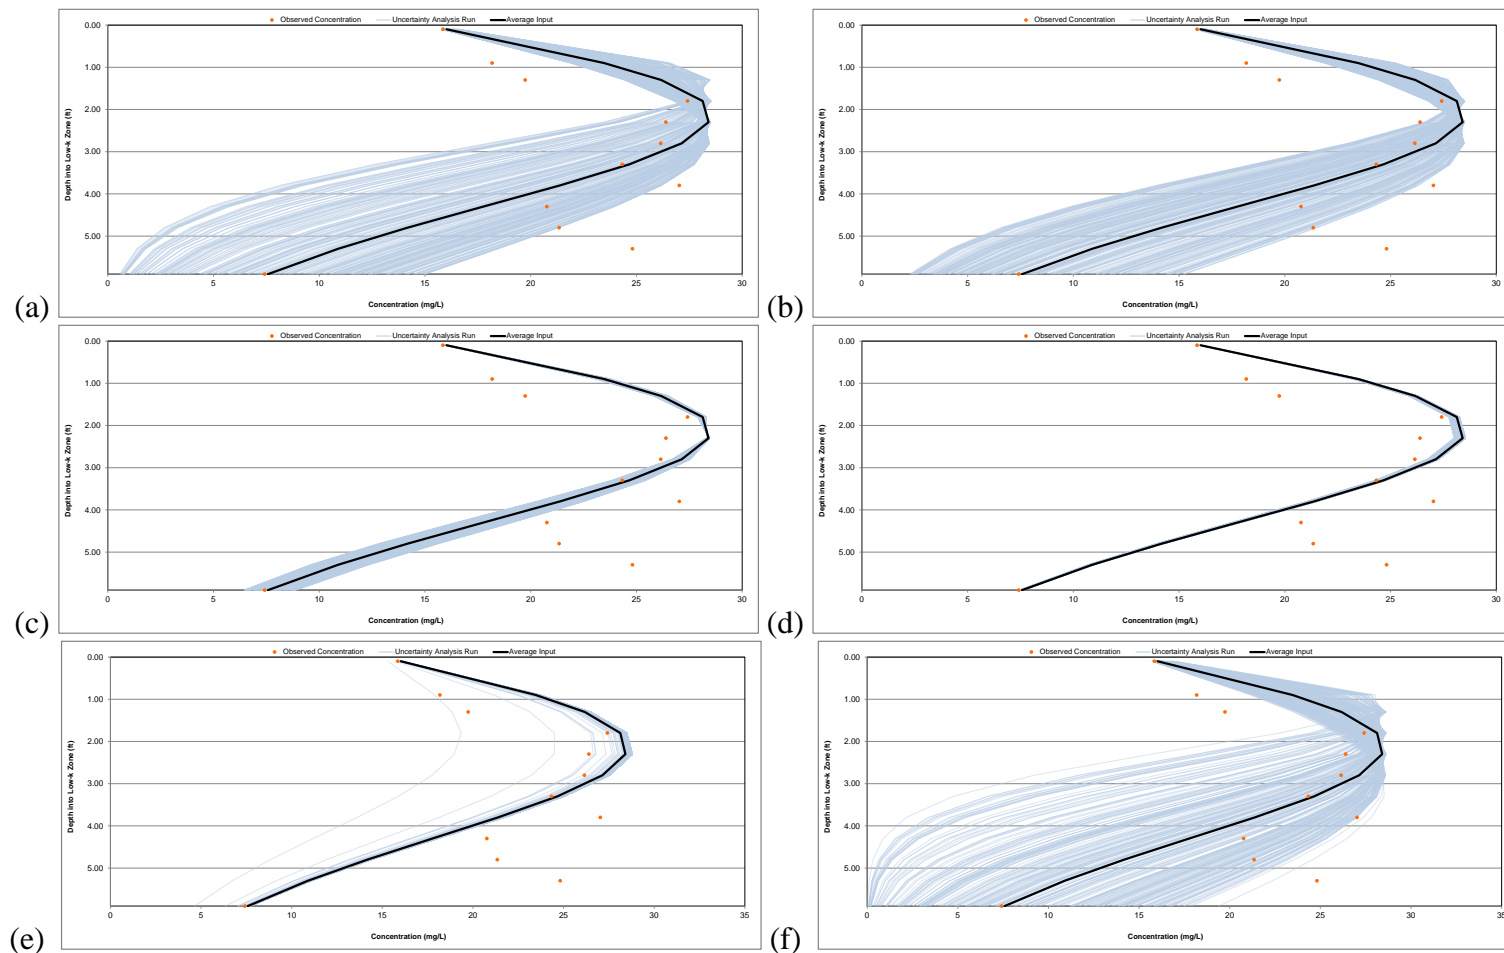 Observed Concentration Uncertainty Analysis Run Average Input
0.00
1.00
2.00
3.00
4.00
5.00
Depth into Low-k Zone (ft)
0 5 10 15 20 25 30
Concentration (mg/L)
(a)
Observed Concentration Uncertainty Analysis Run Average Input
0.00
1.00
2.00
3.00
4.00
5.00
Depth into Low-k Zone (ft)
0 5 10 15 20 25 30
Concentration (mg/L)
(b)
Observed Concentration Uncertainty Analysis Run Average Input
0.00
1.00
2.00
3.00
4.00
5.00
Depth into Low-k Zone (ft)
0 5 10 15 20 25 30
Concentration (mg/L)
(c)
Observed Concentration Uncertainty Analysis Run Average Input
0.00
1.00
2.00
3.00
4.00
5.00
Depth into Low-k Zone (ft)
0 5 10 15 20 25 30
Concentration (mg/L)
(d)
Observed Concentration Uncertainty Analysis Run Average Input
0.00
1.00
2.00
3.00
4.00
5.00
Depth into Low-k Zone (ft)
0 5 10 15 20 25 30 35
Concentration (mg/L)
(e)
Observed Concentration Uncertainty Analysis Run Average Input
0.00
1.00
2.00
3.00
4.00
5.00
Depth into Low-k Zone (ft)
0 5 10 15 20 25 30 35
Concentration (mg/L)
(f)